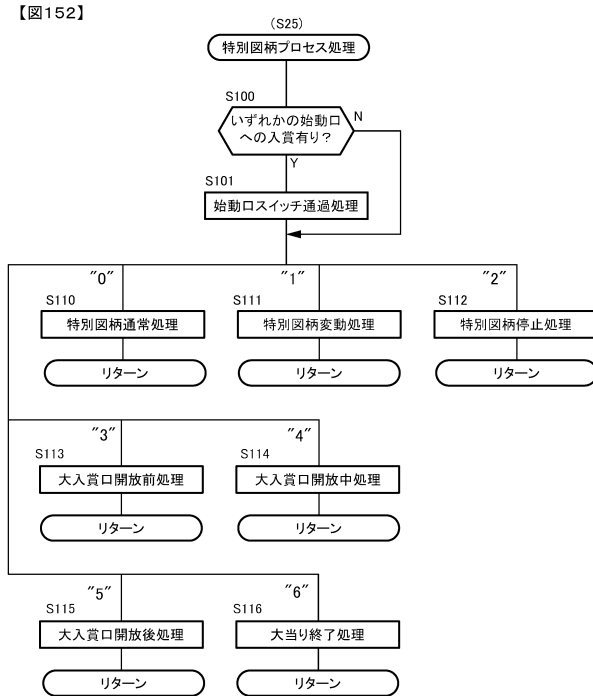 【図152】
(S25)
特別図柄プロセス処理
S100
いずれかの始動口
への入賞有り？
N
Y
S101
始動口スイッチ通過処理
"0"
"1"
"2"
S110
S111
S112
特別図柄通常処理
特別図柄変動処理
特別図柄停止処理
リターン
リターン
リターン
"3"
"4"
S113
S114
大入賞口開放前処理
大入賞口開放中処理
リターン
リターン
"5"
"6"
S115
S116
大入賞口開放後処理
大当り終了処理
リターン
リターン